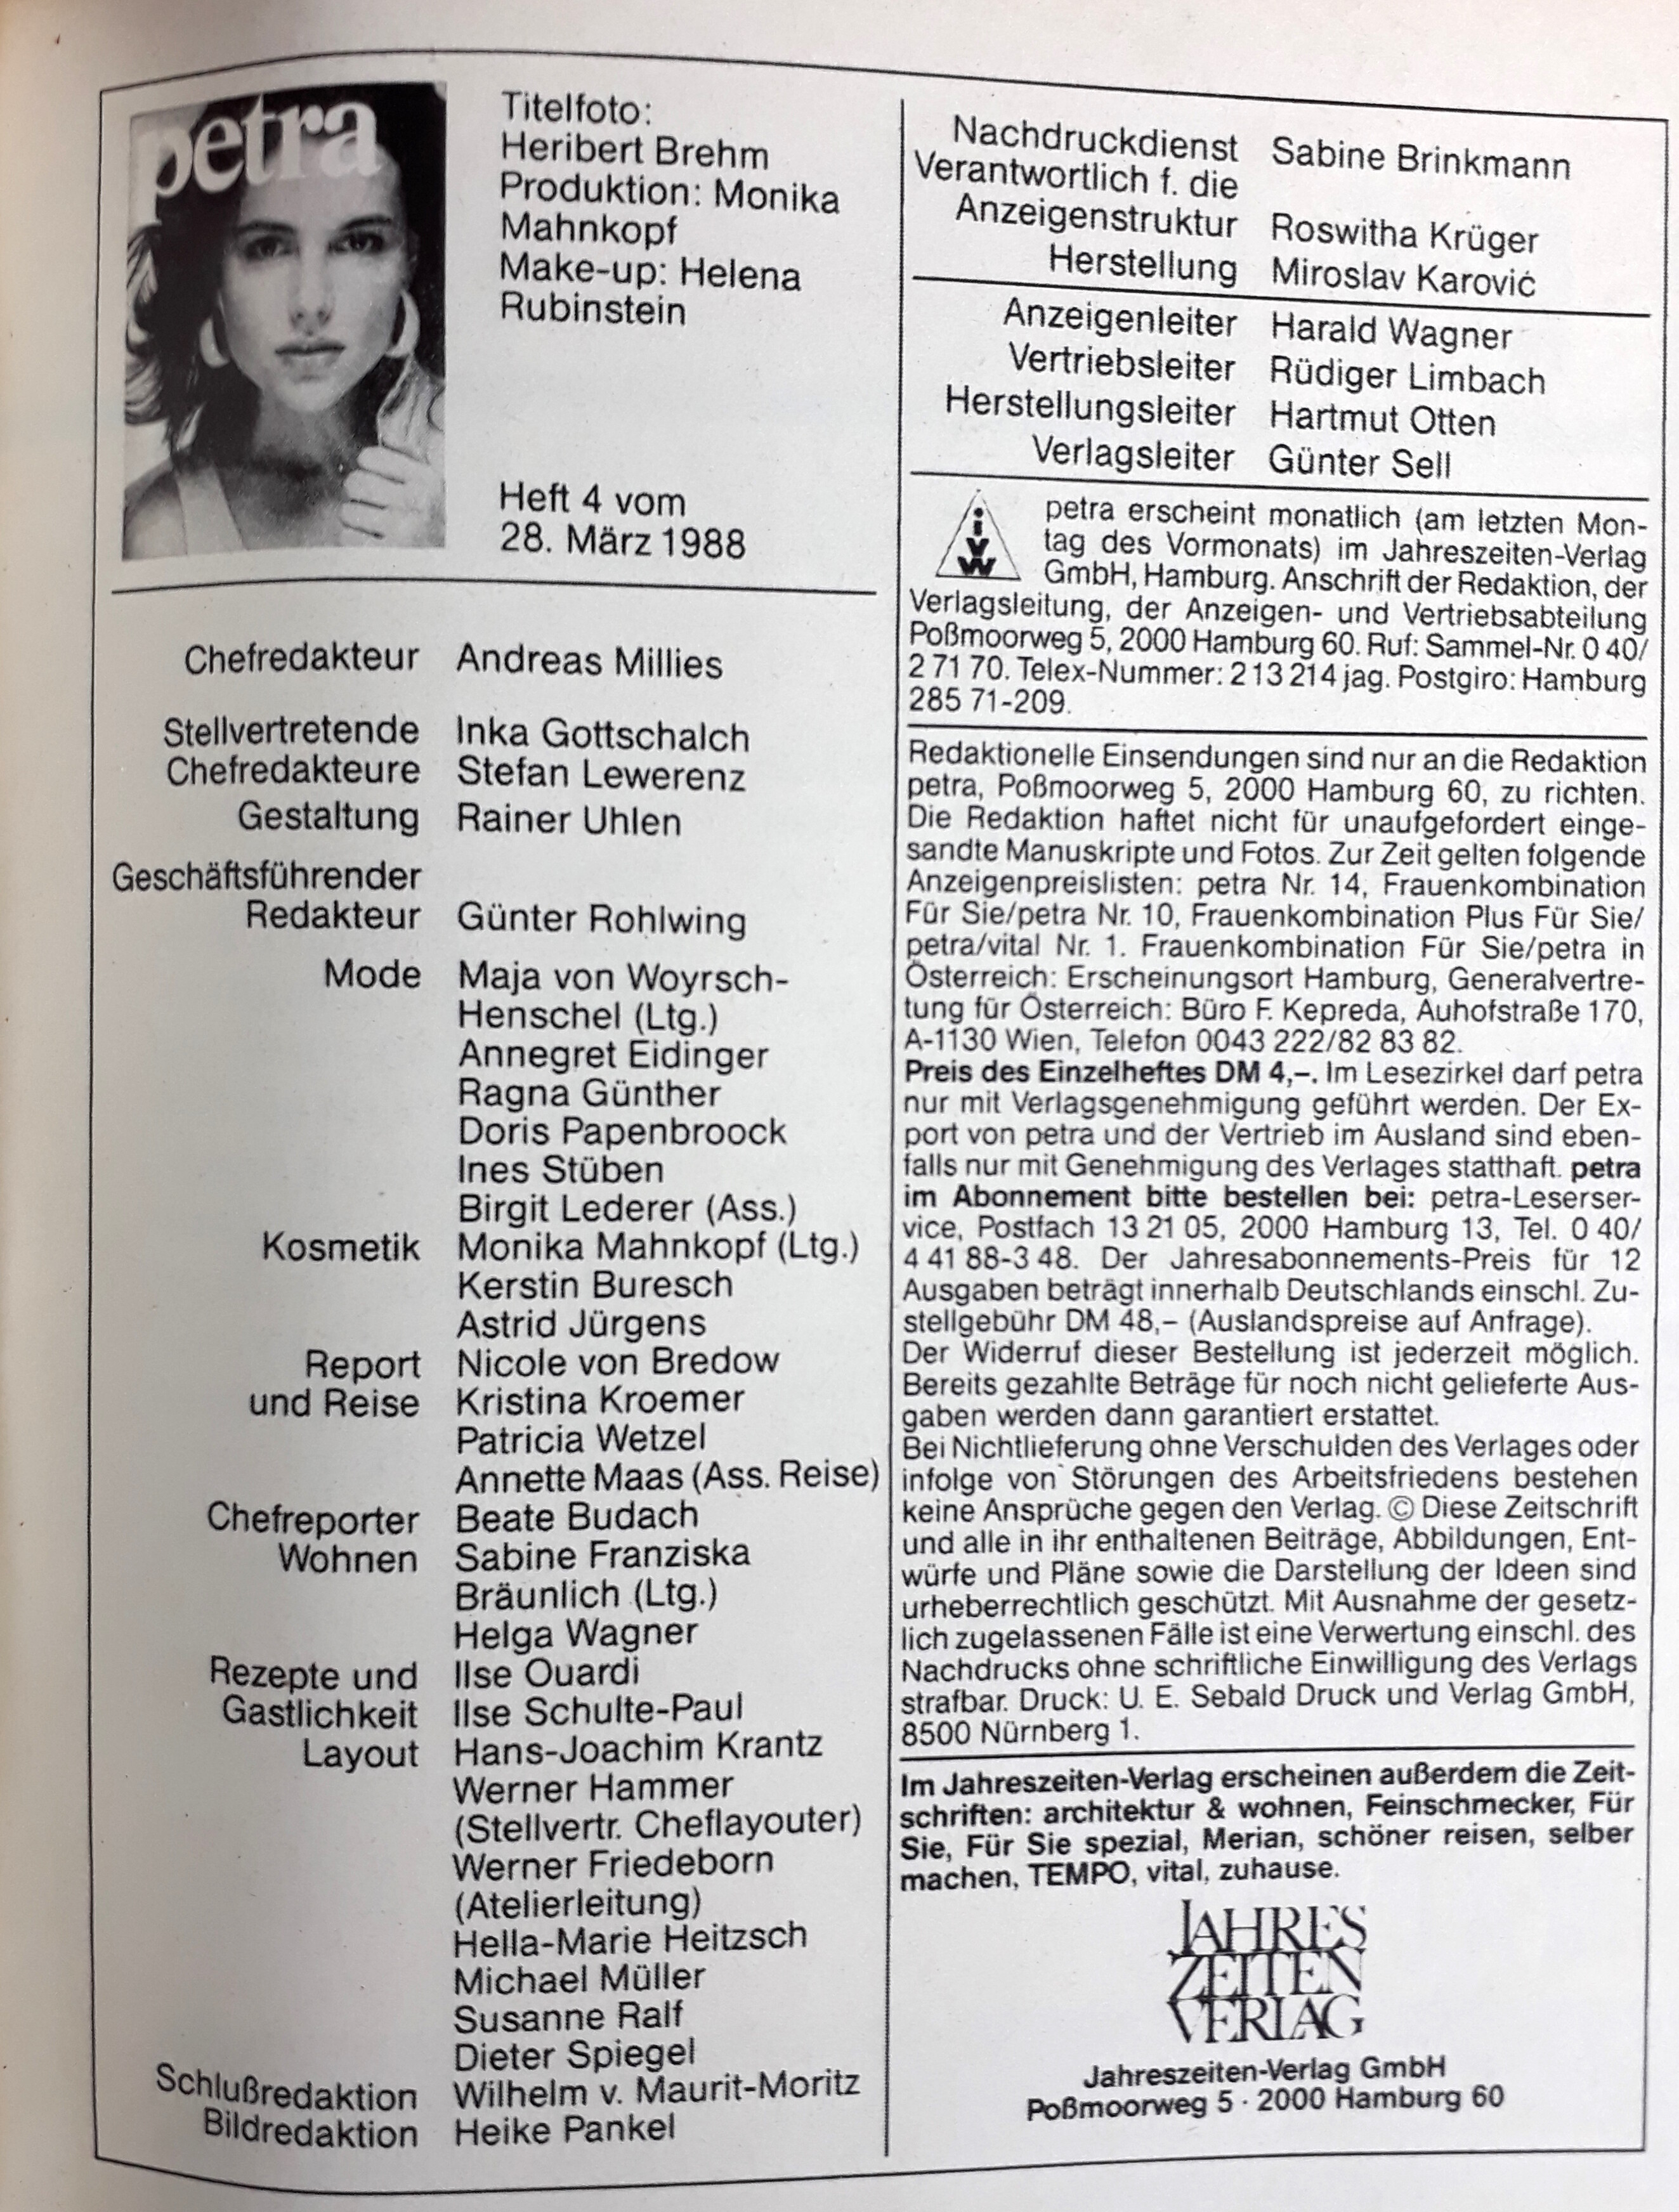 petra
Titelfoto:
Heribert Brehm
Produktion: Monika
Mahnkopf
Make-up: Helena
Rubinstein
Heft 4 vom
28. März 1988
Chefredakteur Andreas Millies
Stellvertretende Inka Gottschalch
Chefredakteure Stefan Lewerenz
Gestaltung Rainer Uhlen
Geschäftsführender
Redakteur Günter Rohlwing
Mode Maja von Woyrsch-
Henschel (Ltg.)
Annegret Eidinger
Ragna Günther
Doris Papenbroock
Ines Stüben
Birgit Lederer (Ass.)
Kosmetik Monika Mahnkopf (Ltg.)
Kerstin Buresch
Astrid Jürgens
Report Nicole von Bredow
und Reise Kristina Kroemer
Patricia Wetzel
Annette Maas (Ass. Reise)
Chefreporter Beate Budach
Wohnen Sabine Franziska
Bräunlich (Ltg.)
Helga Wagner
Rezepte und Ilse Ouardi
Gastlichkeit Ilse Schulte-Paul
Layout Hans-Joachim Krantz
Werner Hammer
(Stellvertr. Cheflayouter)
Werner Friedeborn
(Atelierleitung)
Hella-Marie Heitzsch
Michael Müller
Susanne Ralf
Dieter Spiegel
Schlußredaktion Wilhelm v. Maurit-Moritz
Bildredaktion Heike Pankel
Nachdruckdienst Sabine Brinkmann
Verantwortlich f. die
Anzeigenstruktur Roswitha Krüger
Herstellung Miroslav Karović
Anzeigenleiter Harald Wagner
Vertriebsleiter Rüdiger Limbach
Herstellungsleiter Hartmut Otten
Verlagsleiter Günter Sell
i
v
w
petra erscheint monatlich (am letzten Mon-
tag des Vormonats) im Jahreszeiten-Verlag
GmbH, Hamburg. Anschrift der Redaktion, der
Verlagsleitung, der Anzeigen- und Vertriebsabteilung
Poßmoorweg 5, 2000 Hamburg 60. Ruf: Sammel-Nr. 0 40/
2 71 70. Telex-Nummer: 2 13 214 jag. Postgiro: Hamburg
285 71-209.
Redaktionelle Einsendungen sind nur an die Redaktion
petra, Poßmoorweg 5, 2000 Hamburg 60, zu richten.
Die Redaktion haftet nicht für unaufgefordert einge-
sandte Manuskripte und Fotos. Zur Zeit gelten folgende
Anzeigenpreislisten: petra Nr. 14, Frauenkombination
Für Sie/petra Nr. 10, Frauenkombination Plus Für Sie/
petra/vital Nr. 1. Frauenkombination Für Sie/petra in
Österreich: Erscheinungsort Hamburg, Generalvertre-
tung für Österreich: Büro F. Kepreda, Auhofstraße 170,
A-1130 Wien, Telefon 0043 222/82 83 82.
Preis des Einzelheftes DM 4,–. Im Lesezirkel darf petra
nur mit Verlagsgenehmigung geführt werden. Der Ex-
port von petra und der Vertrieb im Ausland sind eben-
falls nur mit Genehmigung des Verlages statthaft. petra
im Abonnement bitte bestellen bei: petra-Leserser-
vice, Postfach 13 21 05, 2000 Hamburg 13, Tel. 0 40/
4 41 88-3 48. Der Jahresabonnements-Preis für 12
Ausgaben beträgt innerhalb Deutschlands einschl. Zu-
stellgebühr DM 48,– (Auslandspreise auf Anfrage).
Der Widerruf dieser Bestellung ist jederzeit möglich.
Bereits gezahlte Beträge für noch nicht gelieferte Aus-
gaben werden dann garantiert erstattet.
Bei Nichtlieferung ohne Verschulden des Verlages oder
infolge von Störungen des Arbeitsfriedens bestehen
keine Ansprüche gegen den Verlag. © Diese Zeitschrift
und alle in ihr enthaltenen Beiträge, Abbildungen, Ent-
würfe und Pläne sowie die Darstellung der Ideen sind
urheberrechtlich geschützt. Mit Ausnahme der gesetz-
lich zugelassenen Fälle ist eine Verwertung einschl. des
Nachdrucks ohne schriftliche Einwilligung des Verlags
strafbar. Druck: U. E. Sebald Druck und Verlag GmbH,
8500 Nürnberg 1.
Im Jahreszeiten-Verlag erscheinen außerdem die Zeit-
schriften: architektur & wohnen, Feinschmecker, Für
Sie, Für Sie spezial, Merian, schöner reisen, selber
machen, TEMPO, vital, zuhause.
JAHRES
ZEITEN
VERLAG
Jahreszeiten-Verlag GmbH
Poßmoorweg 5 · 2000 Hamburg 60